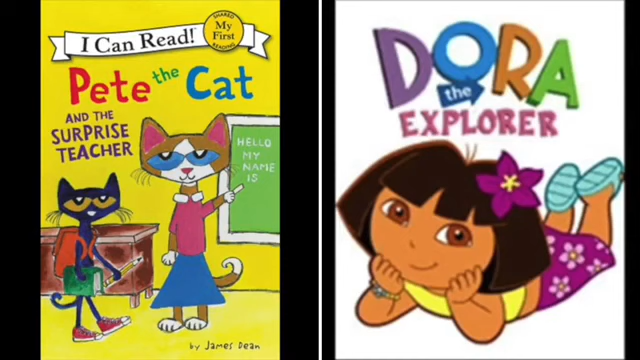 I Can Read!
SHARED
My
First
READING
Pete the Cat
AND THE
SURPRISE
TEACHER
HELLO
MY
NAME
IS
by James Dean
DORA
the
EXPLORER